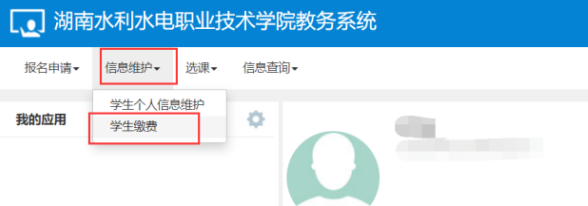 湖南水利水电职业技术学院教务系统
报名申请 信息维护 选课 信息查询
学生个人信息维护
我的应用
学生缴费